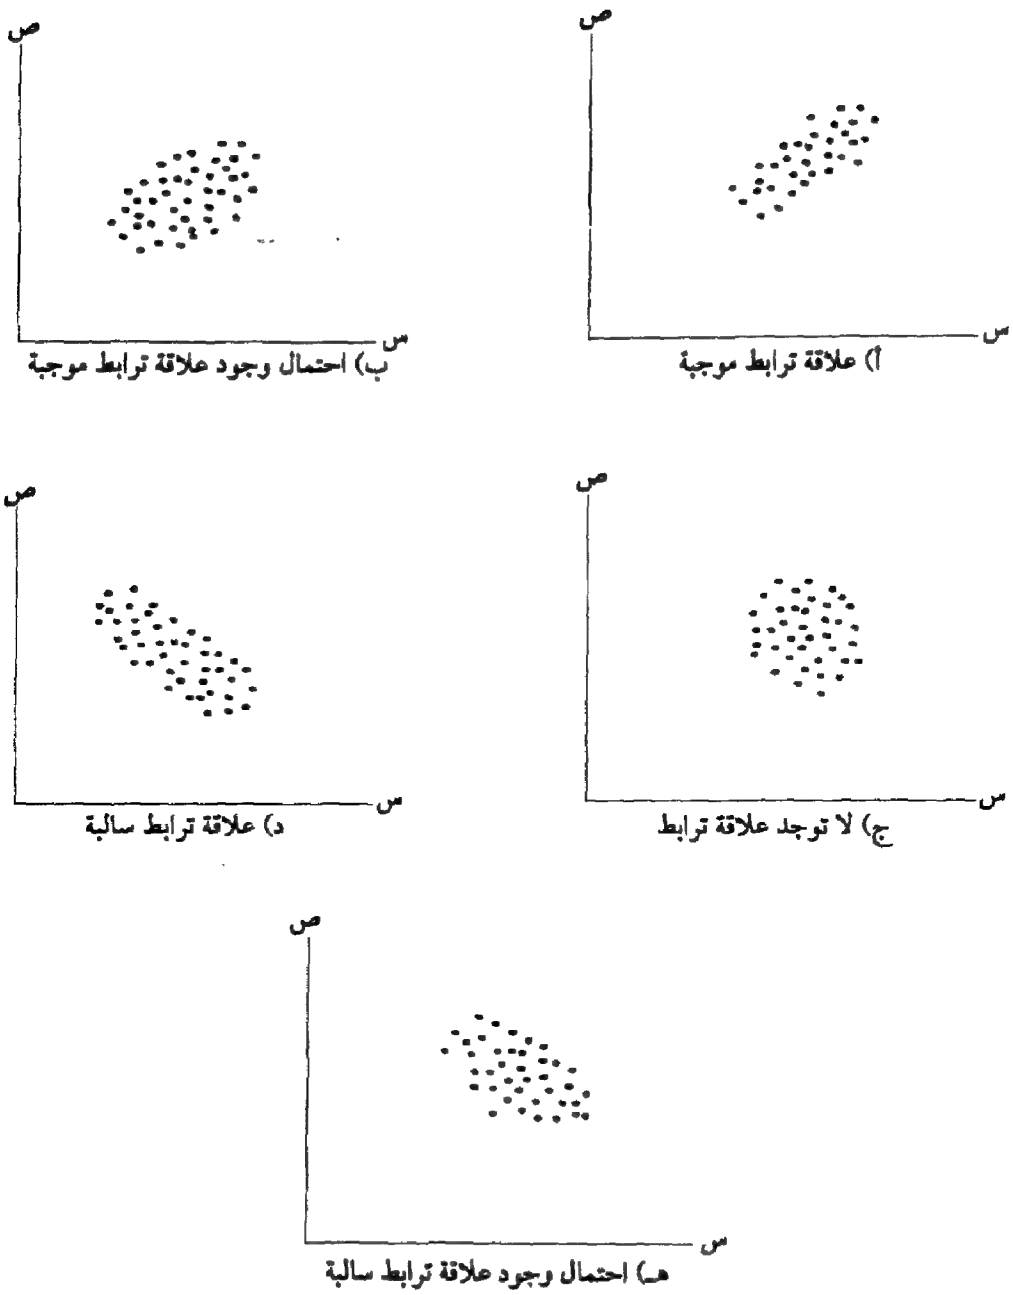 ص
س
أ) علاقة ترابط موجبة
ص
س
ب) احتمال وجود علاقة ترابط موجبة
ص
س
ج) لا توجد علاقة ترابط
ص
س
د) علاقة ترابط سالبة
ص
س
هـ) احتمال وجود علاقة ترابط سالبة